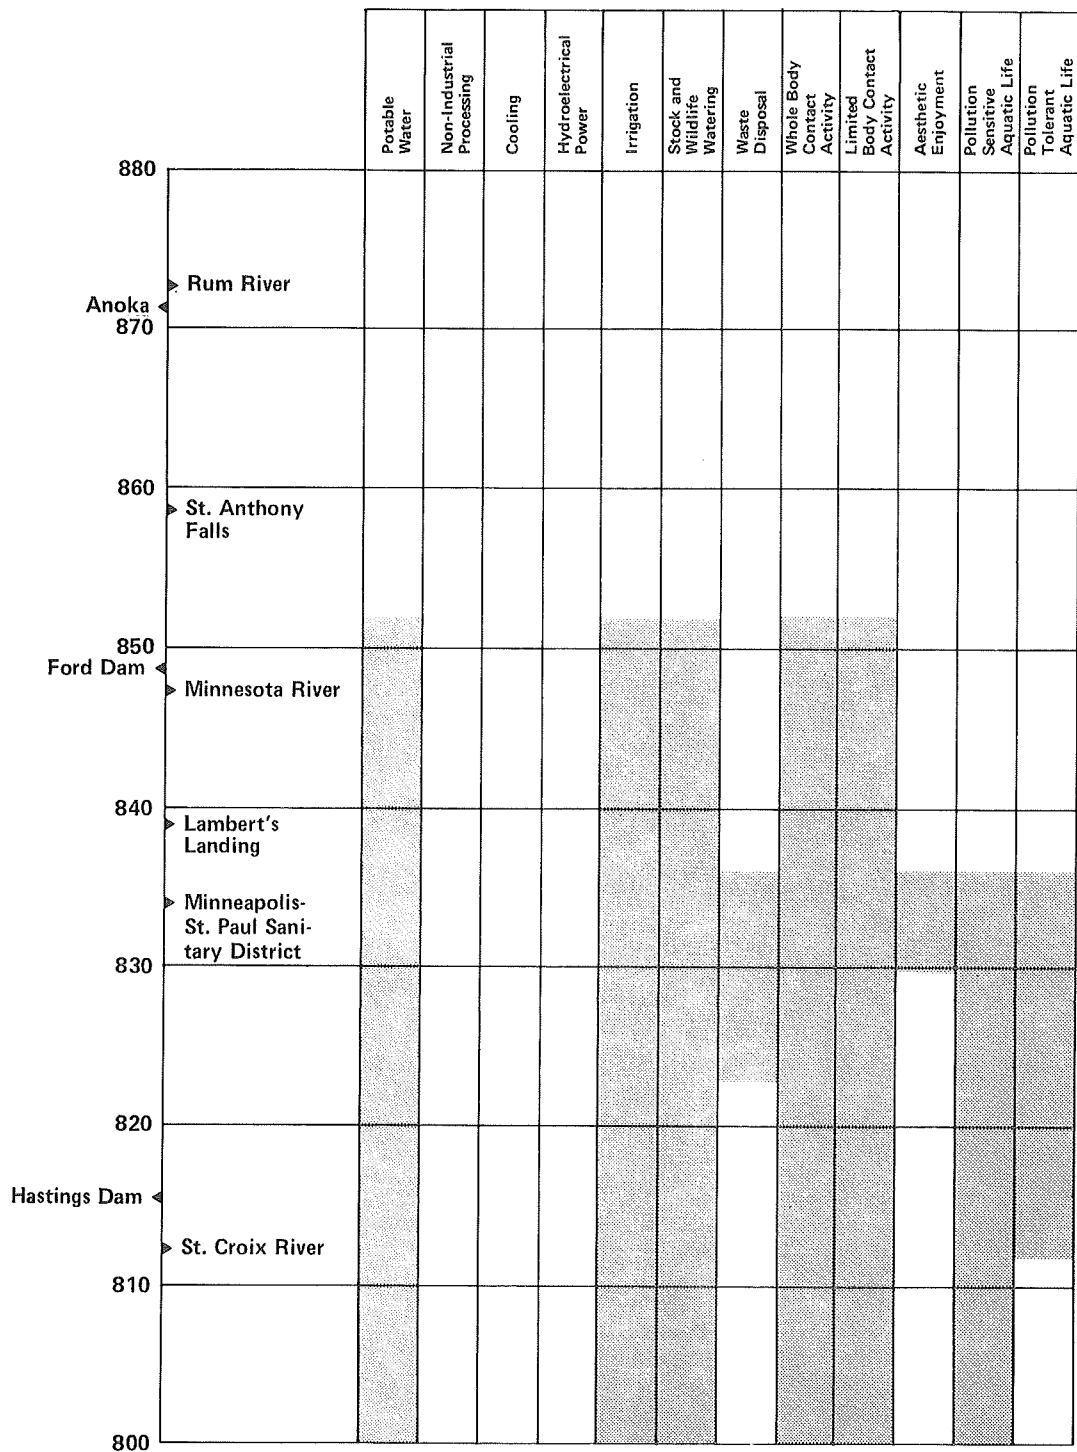 Potable
Water
Non-Industrial
Processing
Cooling
Hydroelectrical
Power
Irrigation
Stock and
Wildlife
Watering
Waste
Disposal
Whole Body
Contact
Activity
Limited
Body Contact
Activity
Aesthetic
Enjoyment
Pollution
Sensitive
Aquatic Life
Pollution
Tolerant
Aquatic Life
880
Rum River
Anoka
870
860
St. Anthony
Falls
850
Ford Dam
Minnesota River
840
Lambert's
Landing
Minneapolis-
St. Paul Sani-
tary District
830
820
Hastings Dam
St. Croix River
810
800